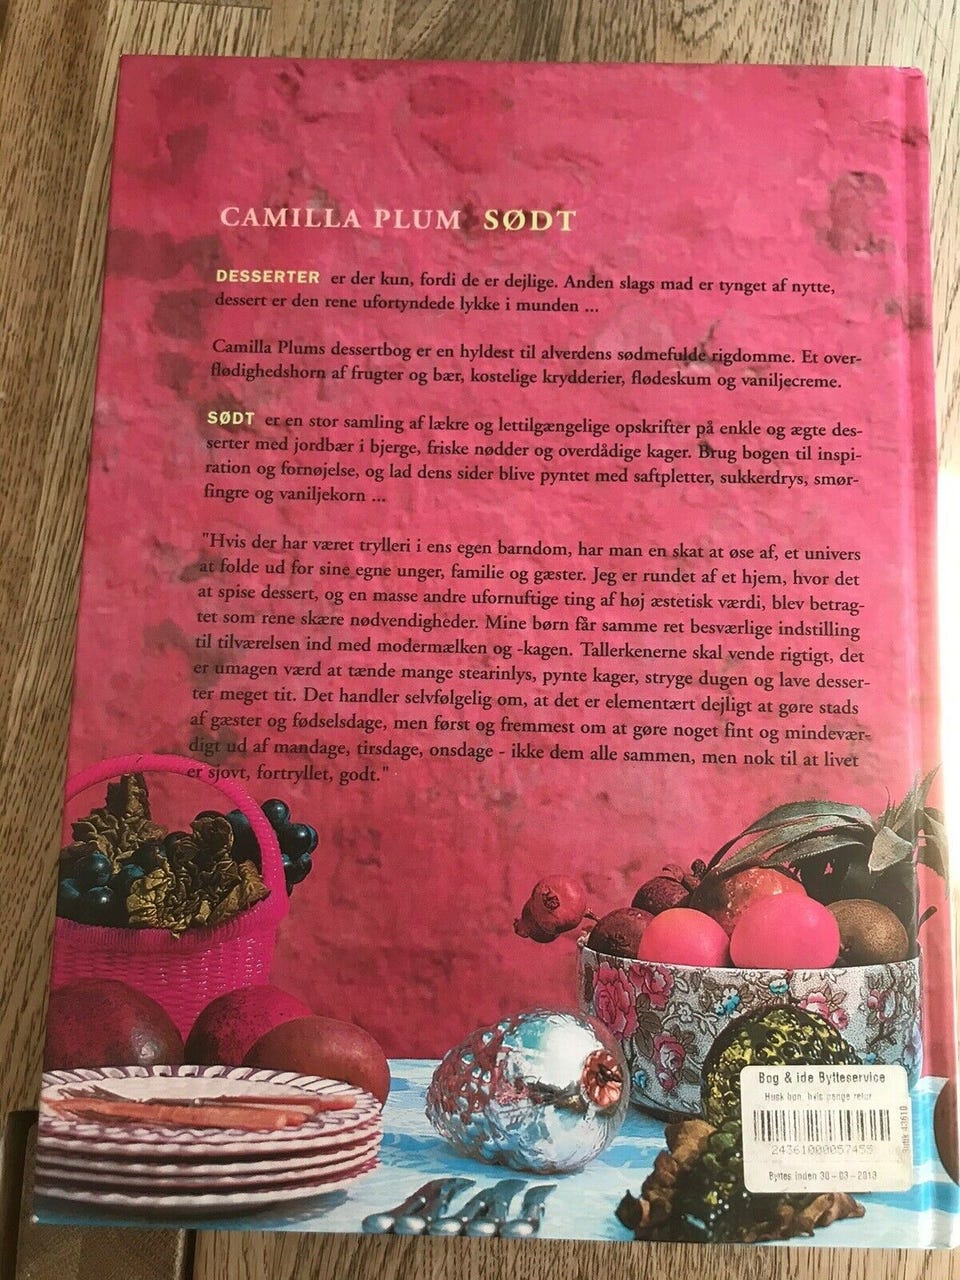 CAMILLA PLUM SØDT
DESSERTER er der kun, fordi de er dejlige. Anden slags mad er tynget af nytte,
dessert er den rene ufortyndede lykke i munden ...
Camilla Plums dessertbog er en hyldest til alverdens sødmefulde rigdomme. Et over-
flødighedshorn af frugter og bær, kostelige krydderier, flødeskum og vaniljecreme.
SØDT er en stor samling af lækre og lettilgængelige opskrifter på enkle og ægte des-
serter med jordbær i bjerge, friske nødder og overdådige kager. Brug bogen til inspi-
ration og fornøjelse, og lad dens sider blive pyntet med saftpletter, sukkerdrys, smør-
fingre og vaniljekorn ...
"Hvis der har været trylleri i ens egen barndom, har man en skat at øse af, et univers
at folde ud for sine egne unger, familie og gæster. Jeg er rundet af et hjem, hvor det
at spise dessert, og en masse andre ufornuftige ting af høj æstetisk værdi, blev betrag-
tet som rene skære nødvendigheder. Mine børn får samme ret besværlige indstilling
til tilværelsen ind med modermælken og -kagen. Tallerkenerne skal vende rigtigt, det
er umagen værd at tænde mange stearinlys, pynte kager, stryge dugen og lave desser-
ter meget tit. Det handler selvfølgelig om, at det er elementært dejligt at gøre stads
af gæster og fødselsdage, men først og fremmest om at gøre noget fint og mindevær-
digt ud af mandage, tirsdage, onsdage - ikke dem alle sammen, men nok til at livet
er sjovt, fortryllet, godt."
Bog & ide Bytteservice
Husk bon, hvis penge retur
2436100005745
Byttes inden 30-03-2013
Butik 43610